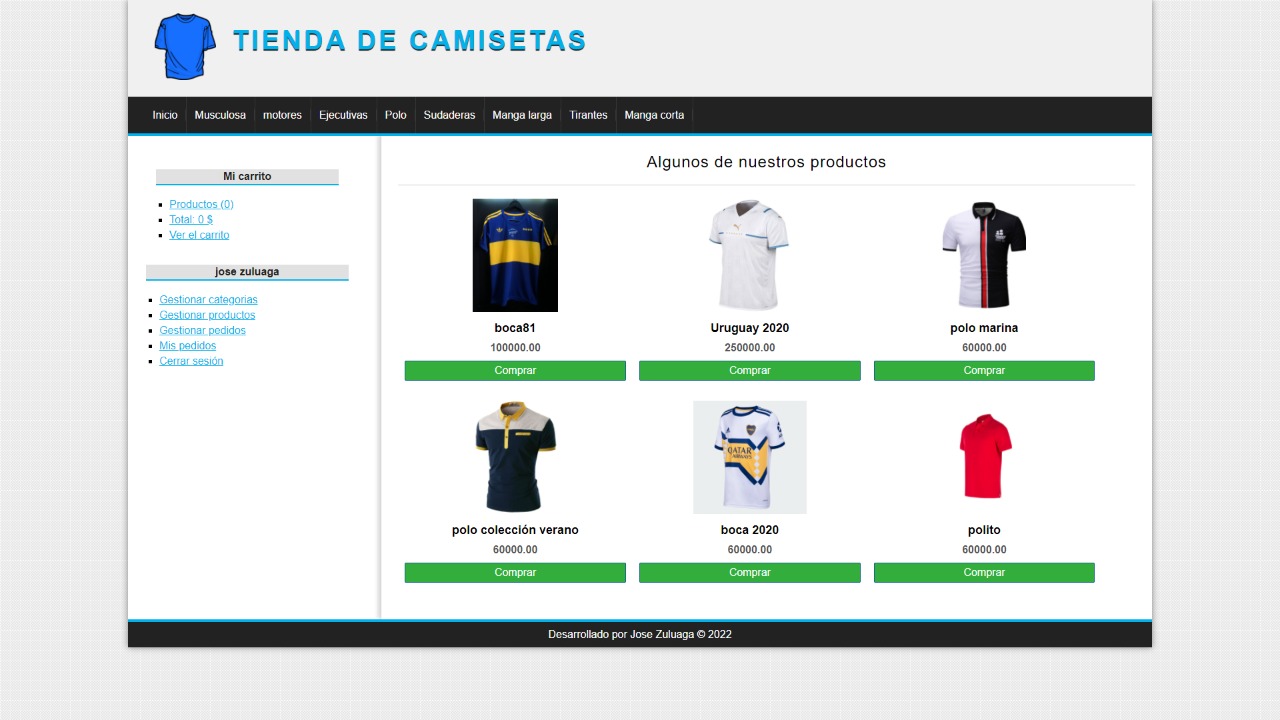 TIENDA DE CAMISETAS
Inicio Musculosa motores Ejecutivas Polo Sudaderas Manga larga Tirantes Manga corta
Mi carrito
Productos (0)
Total: 0 $
Ver el carrito
jose zuluaga
Gestionar categorias
Gestionar productos
Gestionar pedidos
Mis pedidos
Cerrar sesión
Algunos de nuestros productos
boca81 Uruguay 2020 polo marina
100000.00 250000.00 60000.00
Comprar Comprar Comprar
QATAR
AIRWAYS
polo colección verano boca 2020 polito
60000.00 60000.00 60000.00
Comprar Comprar Comprar
Desarrollado por Jose Zuluaga © 2022